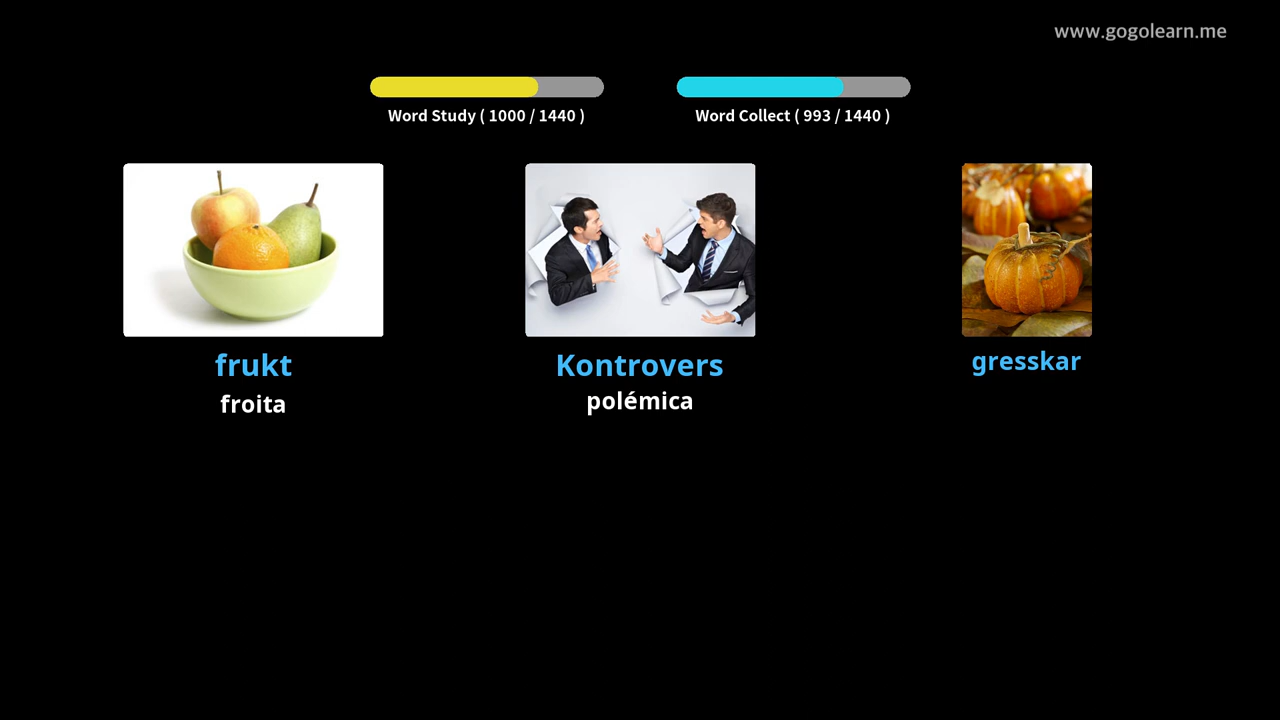 www.gogolearn.me
Word Study ( 1000 / 1440 )
Word Collect ( 993 / 1440 )
frukt
Kontrovers
gresskar
froita
polémica